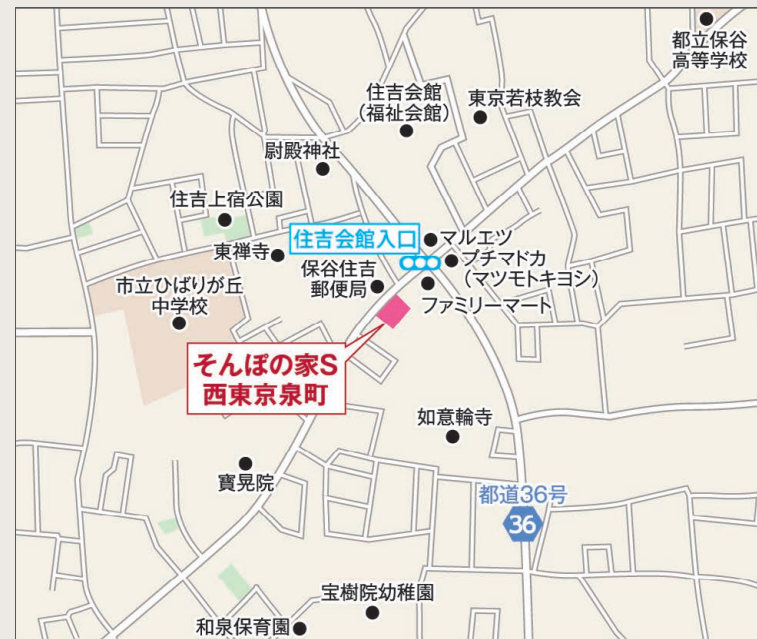 都立保谷
高等学校
住吉会館
(福祉会館)
東京若枝教会
尉殿神社
住吉上宿公園
住吉会館入口
マルエツ
東禅寺
プチマドカ
(マツモトキヨシ)
保谷住吉
郵便局
市立ひばりが丘
中学校
ファミリーマート
そんぽの家S
西東京泉町
如意輪寺
寳晃院
都道36号
36
宝樹院幼稚園
和泉保育園